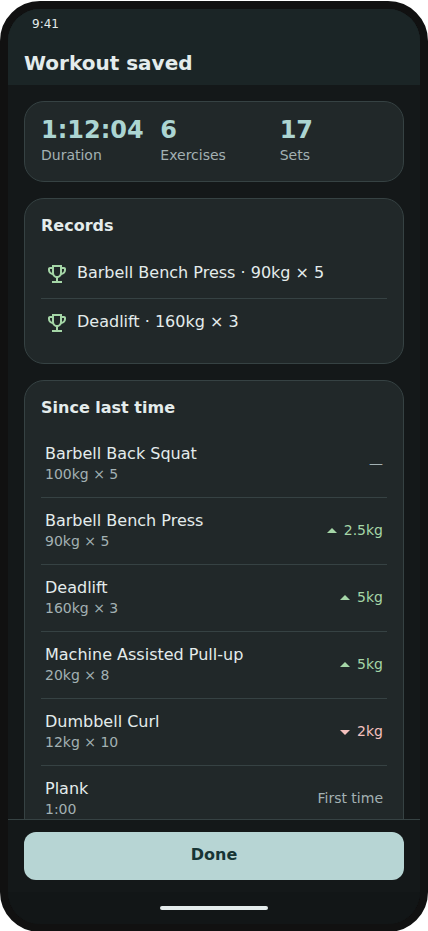 9:41
Workout saved
1:12:04 6 17
Duration Exercises Sets
Records
Barbell Bench Press · 90kg × 5
Deadlift · 160kg × 3
Since last time
Barbell Back Squat
100kg × 5
—
Barbell Bench Press
90kg × 5
2.5kg
Deadlift
160kg × 3
5kg
Machine Assisted Pull-up
20kg × 8
5kg
Dumbbell Curl
12kg × 10
2kg
Plank
1:00
First time
Done